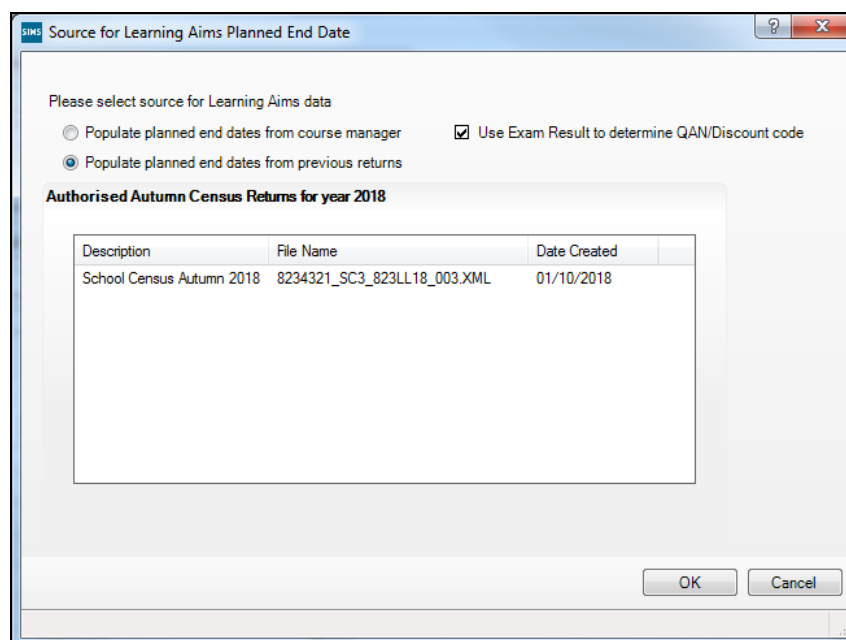 SIMS Source for Learning Aims Planned End Date ? X
Please select source for Learning Aims data
Populate planned end dates from course manager Use Exam Result to determine QAN/Discount code
Populate planned end dates from previous returns
Authorised Autumn Census Returns for year 2018
Description File Name Date Created
School Census Autumn 2018 8234321_SC3_823LL18_003.XML 01/10/2018
OK Cancel